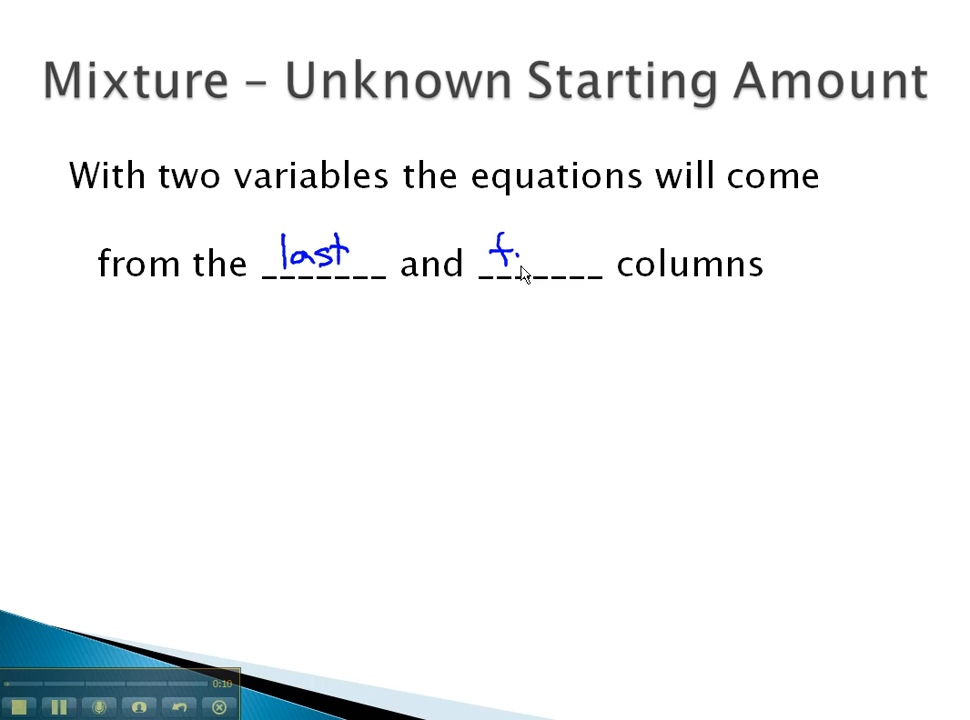 Mixture – Unknown Starting Amount
With two variables the equations will come
from the last and f. columns
0:10